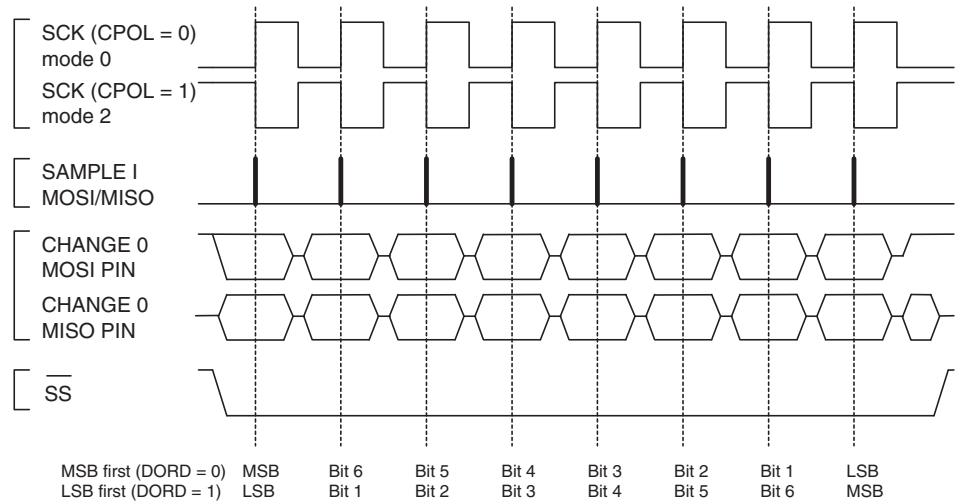 SCK (CPOL = 0)
mode 0
SCK (CPOL = 1)
mode 2
SAMPLE I
MOSI/MISO
CHANGE 0
MOSI PIN
CHANGE 0
MISO PIN
SS
MSB first (DORD = 0) MSB Bit 6 Bit 5 Bit 4 Bit 3 Bit 2 Bit 1 LSB
LSB first (DORD = 1) LSB Bit 1 Bit 2 Bit 3 Bit 4 Bit 5 Bit 6 MSB